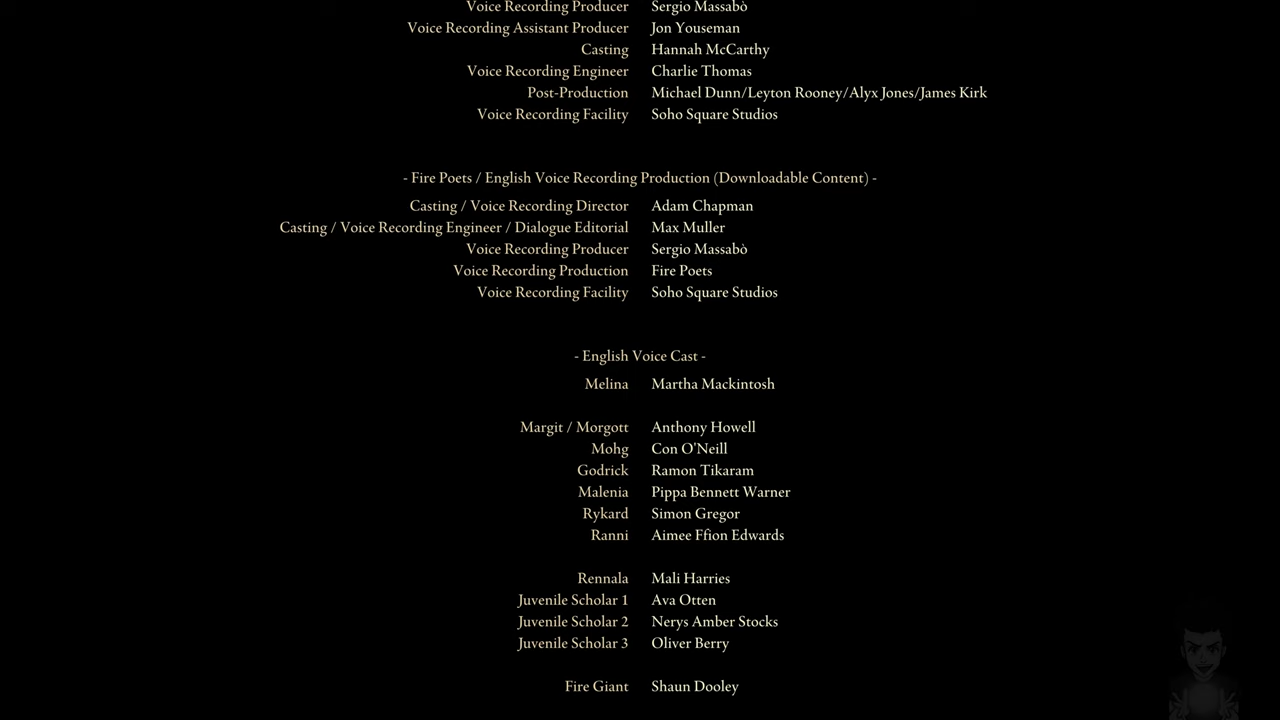 Voice Recording Producer Sergio Massabò
Voice Recording Assistant Producer Jon Youseman
Casting Hannah McCarthy
Voice Recording Engineer Charlie Thomas
Post-Production Michael Dunn/Leyton Rooney/Alyx Jones/James Kirk
Voice Recording Facility Soho Square Studios
- Fire Poets / English Voice Recording Production (Downloadable Content) -
Casting / Voice Recording Director Adam Chapman
Casting / Voice Recording Engineer / Dialogue Editorial Max Muller
Voice Recording Producer Sergio Massabò
Voice Recording Production Fire Poets
Voice Recording Facility Soho Square Studios
- English Voice Cast -
Melina Martha Mackintosh
Margit / Morgott Anthony Howell
Mohg Con O'Neill
Godrick Ramon Tikaram
Malenia Pippa Bennett Warner
Rykard Simon Gregor
Ranni Aimee Ffion Edwards
Rennala Mali Harries
Juvenile Scholar 1 Ava Otten
Juvenile Scholar 2 Nerys Amber Stocks
Juvenile Scholar 3 Oliver Berry
Fire Giant Shaun Dooley